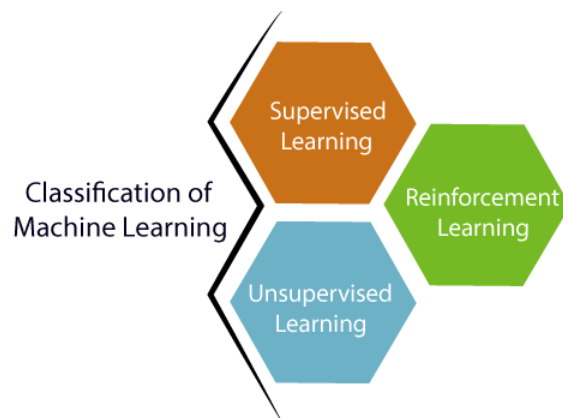 Classification of
Machine Learning
Supervised
Learning
Reinforcement
Learning
Unsupervised
Learning